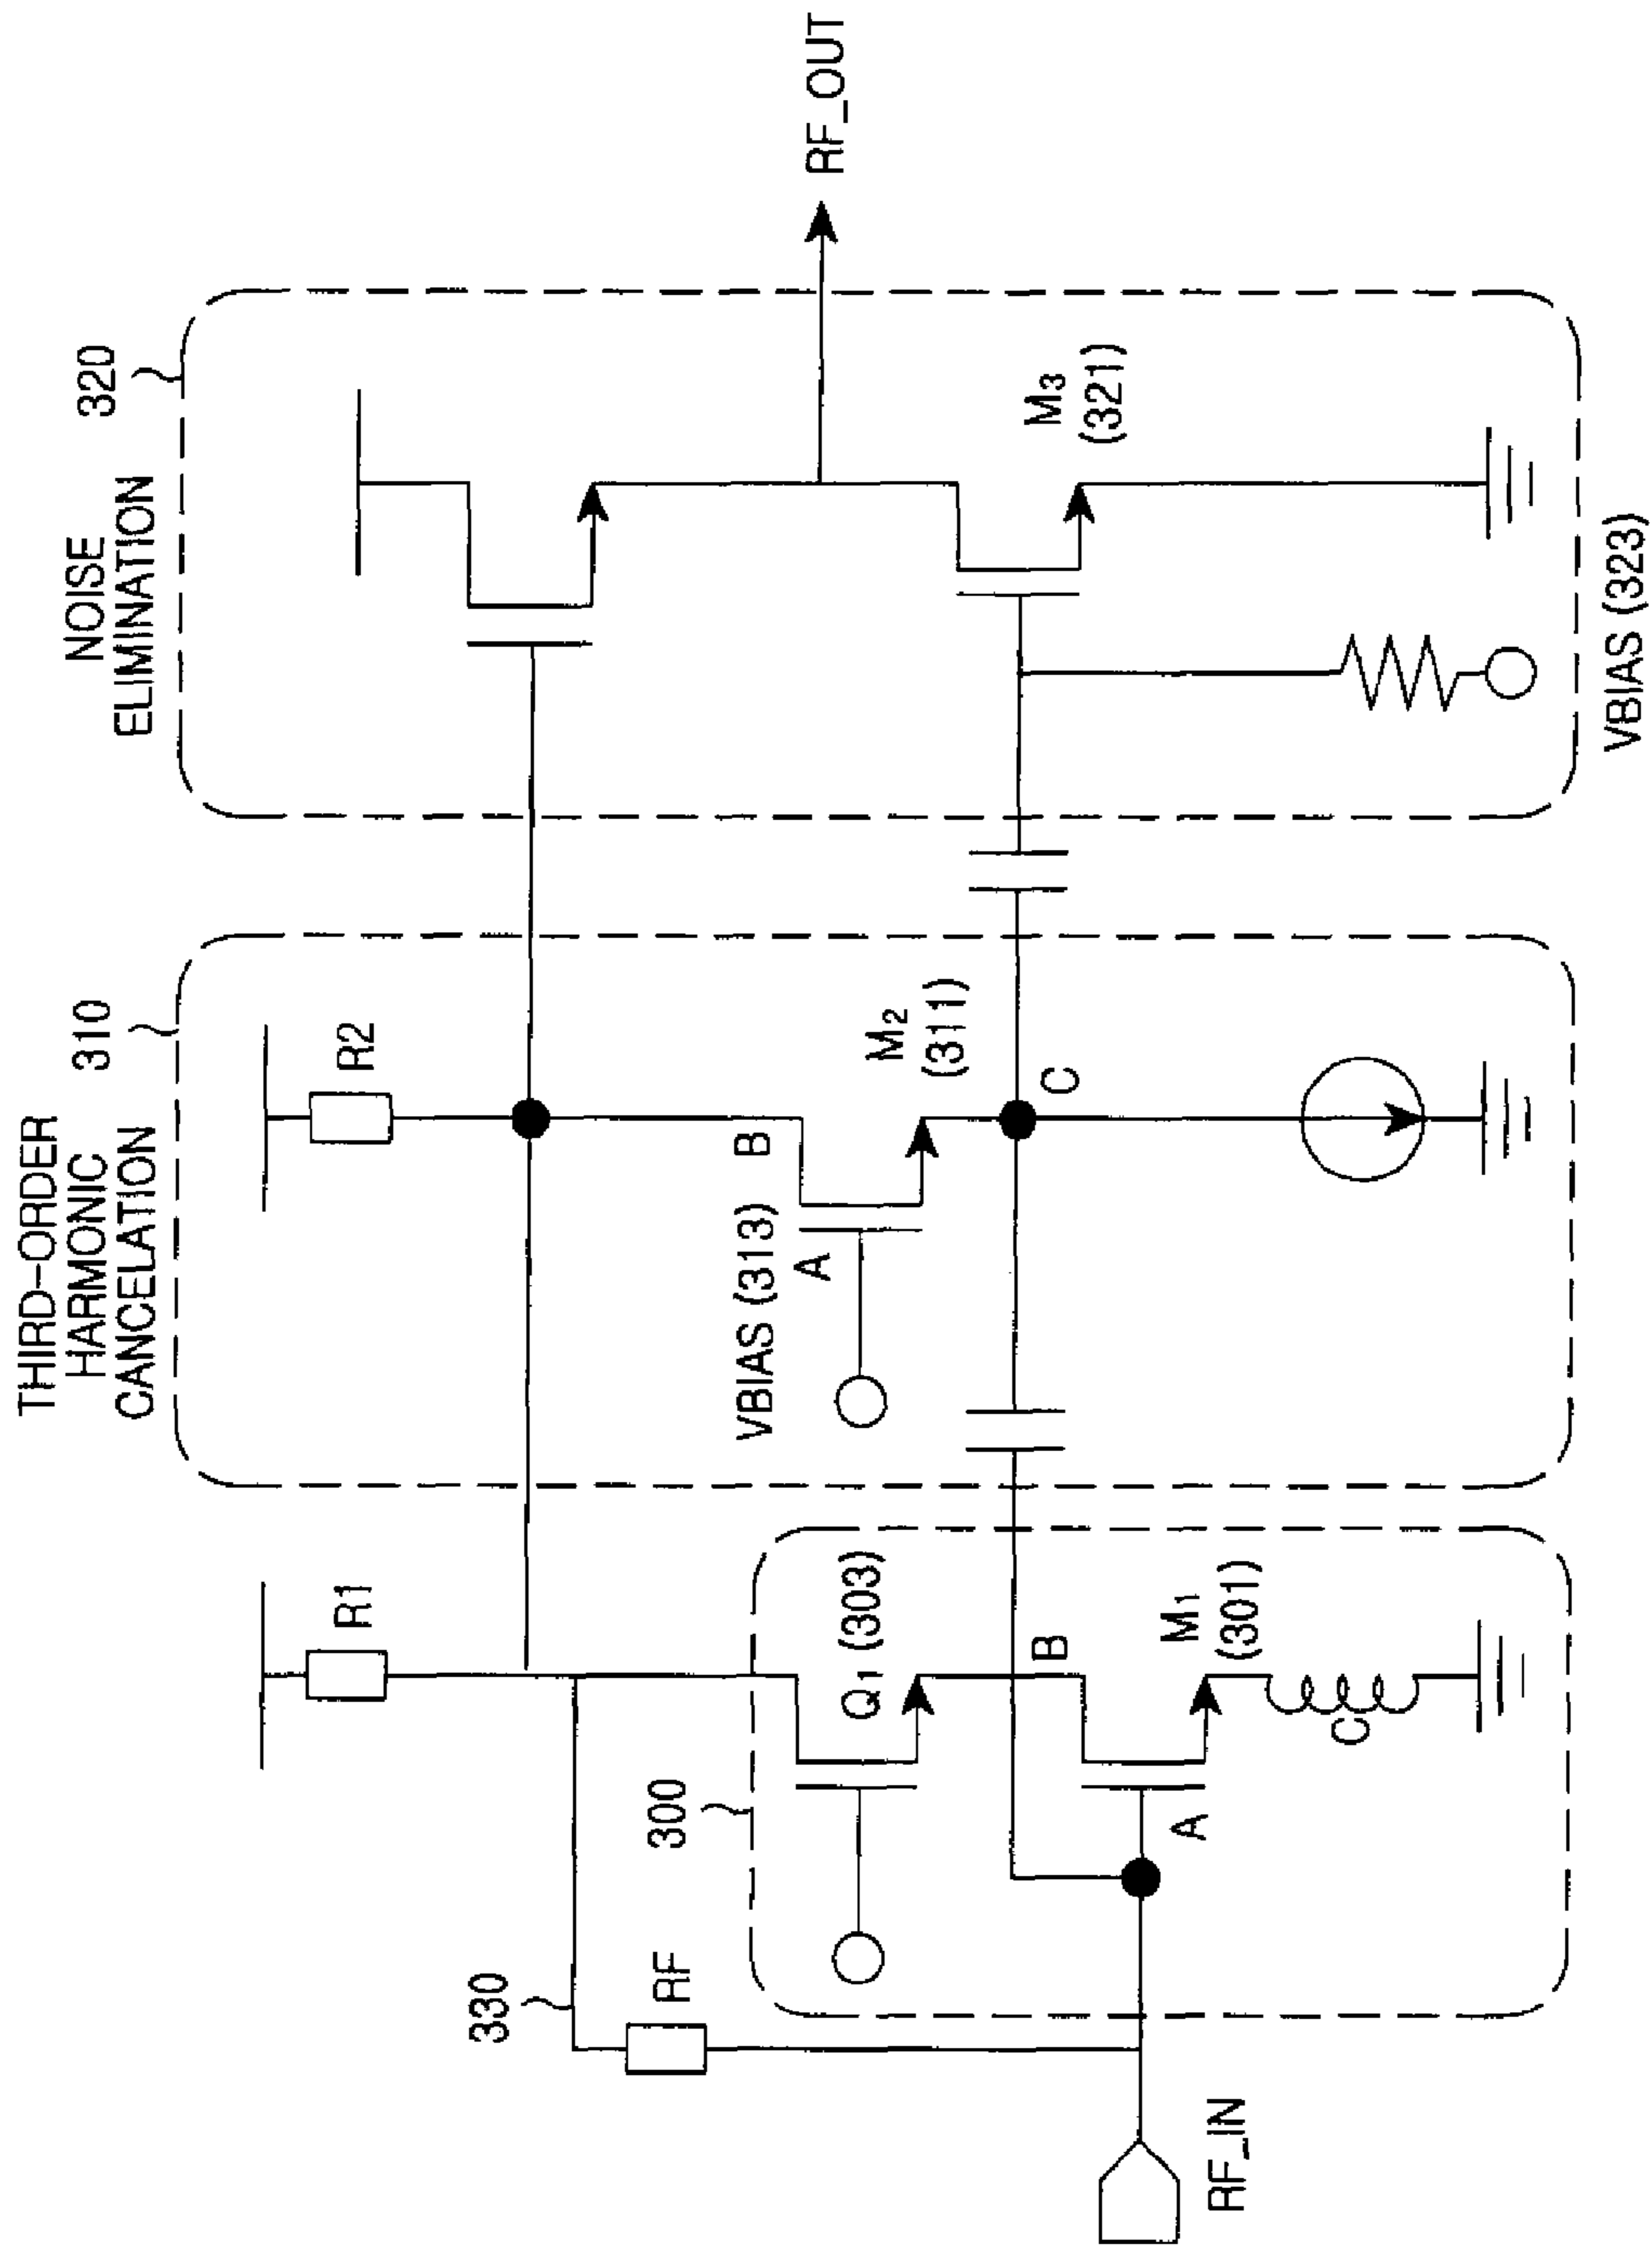 THIRD-ORDER
HARMONIC
CANCELATION
310
NOISE
ELIMINATION
320
R1
R2
330
RF
300
Q1 (303)
VBIAS (313)
A
B
M2
(311)
C
RF_OUT
B
M1
(301)
A
C
M3
(321)
RF_IN
VBIAS (323)